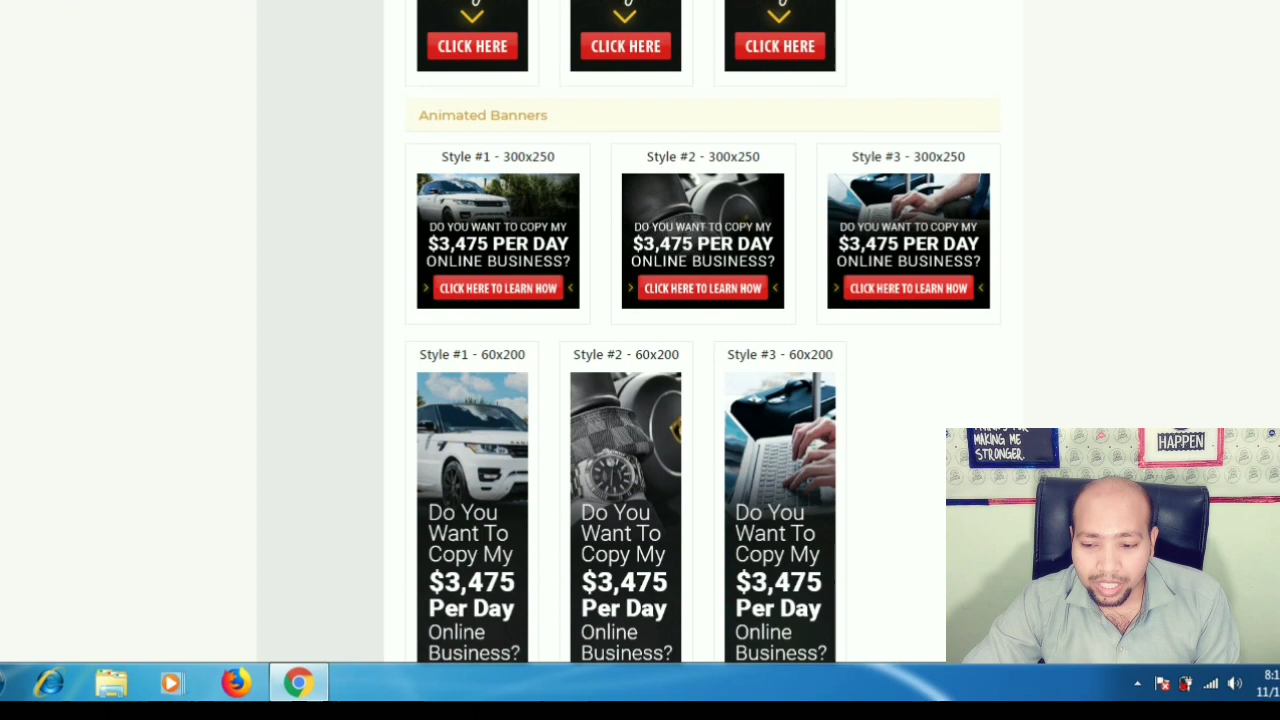 CLICK HERE
CLICK HERE
CLICK HERE
Animated Banners
Style #1 - 300x250
Style #2 - 300x250
Style #3 - 300x250
DO YOU WANT TO COPY MY
$3,475 PER DAY
ONLINE BUSINESS?
CLICK HERE TO LEARN HOW
DO YOU WANT TO COPY MY
$3,475 PER DAY
ONLINE BUSINESS?
CLICK HERE TO LEARN HOW
DO YOU WANT TO COPY MY
$3,475 PER DAY
ONLINE BUSINESS?
CLICK HERE TO LEARN HOW
Style #1 - 60x200
Style #2 - 60x200
Style #3 - 60x200
Do You
Want To
Copy My
$3,475
Per Day
Online
Business?
Do You
Want To
Copy My
$3,475
Per Day
Online
Business?
Do You
Want To
Copy My
$3,475
Per Day
Online
Business?
MAKING ME
STRONGER.
HAPPEN
8:1
11/1